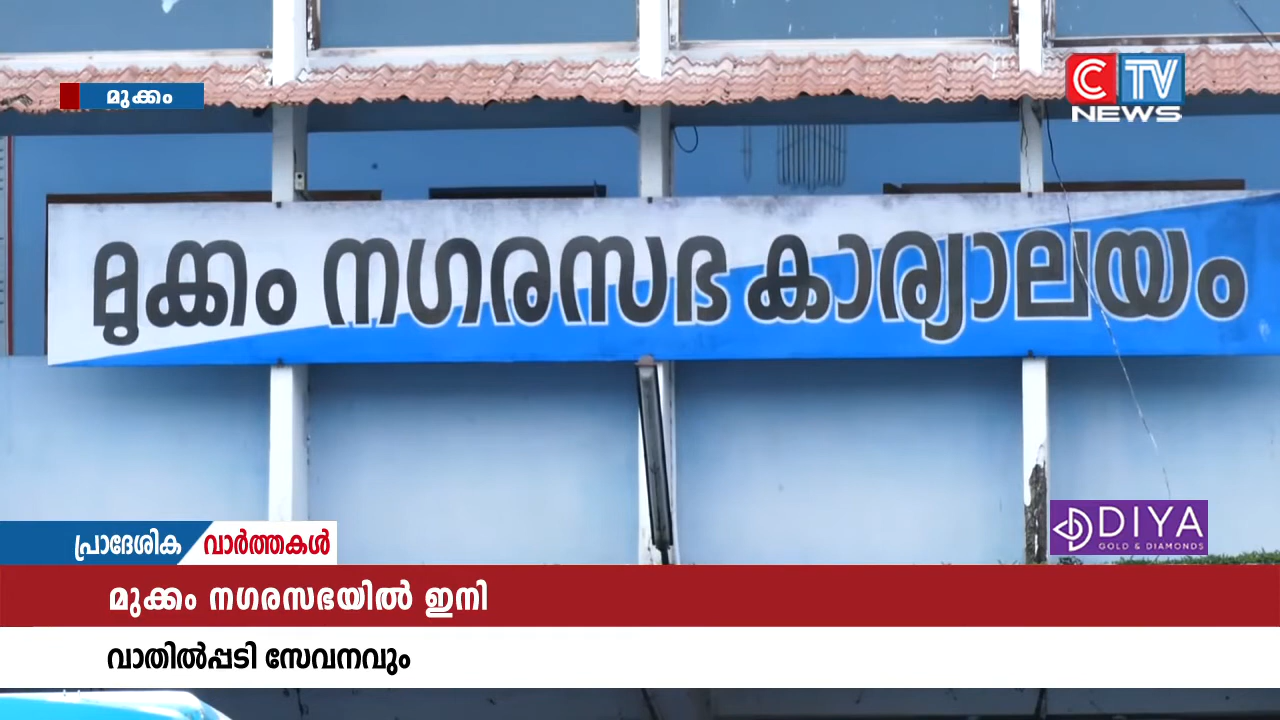 മുക്കം
CTV
NEWS
മുക്കം നഗരസഭ കാര്യാലയം
DIYA
GOLD & DIAMONDS
പ്രാദേശിക വാർത്തകൾ
മുക്കം നഗരസഭയിൽ ഇനി
വാതിൽപ്പടി സേവനവും